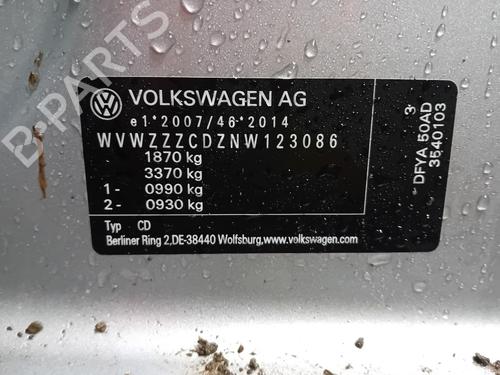 B-PARTS
VOLKSWAGEN AG
e1*2007/46*2014
WVWZZZCDZNW123086
1870 kg
3370 kg
1- 0990 kg
2- 0930 kg
Typ CD
Berliner Ring 2,DE-38440 Wolfsburg,www.volkswagen.com
3
DFYA 50AD
3540103